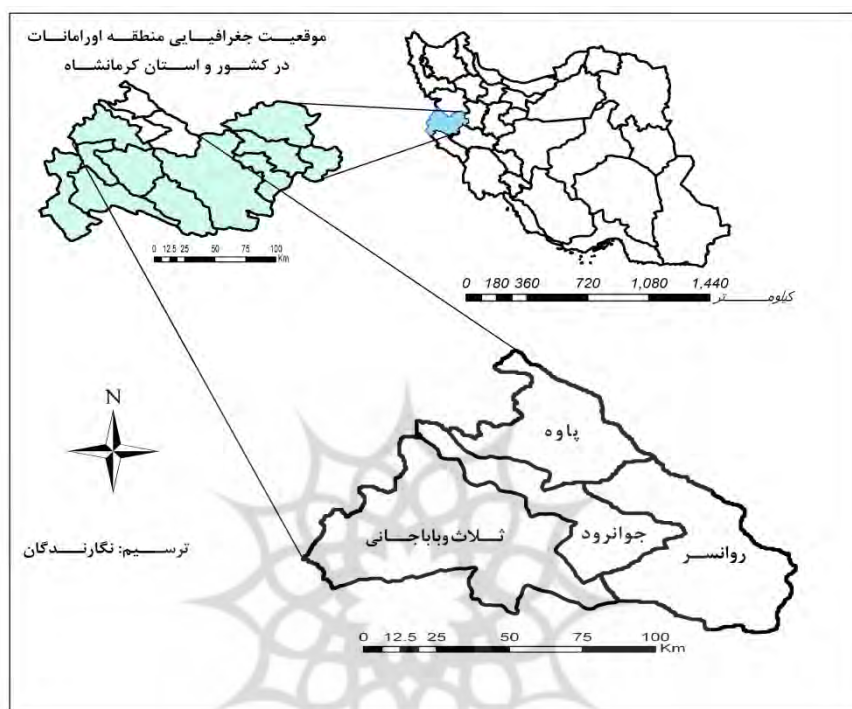 موقعیت جغرافیایی منطقه اورامانات
در کشور و استان کرمانشاه
0 12.5 25 50 75 100
Km
0 180 360 720 1,080 1,440
کیلومتر
N
پاوه
ثلاث وباباجانی
جوانرود
روانسر
ترسیم: نگارندگان
0 12.5 25 50 75 100
Km